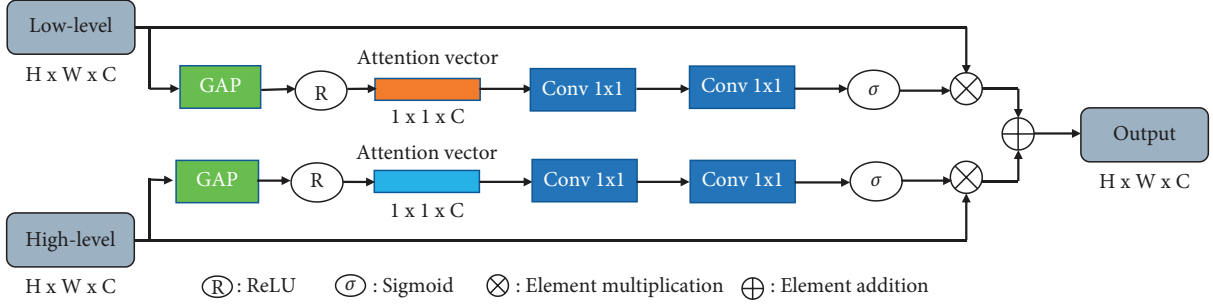 Low-level
H x W x C
GAP
R
Attention vector
1 x 1 x C
Conv 1x1
Conv 1x1
σ
Output
H x W x C
GAP
R
Attention vector
1 x 1 x C
Conv 1x1
Conv 1x1
σ
High-level
H x W x C
R : ReLU
σ : Sigmoid
: Element multiplication
: Element addition